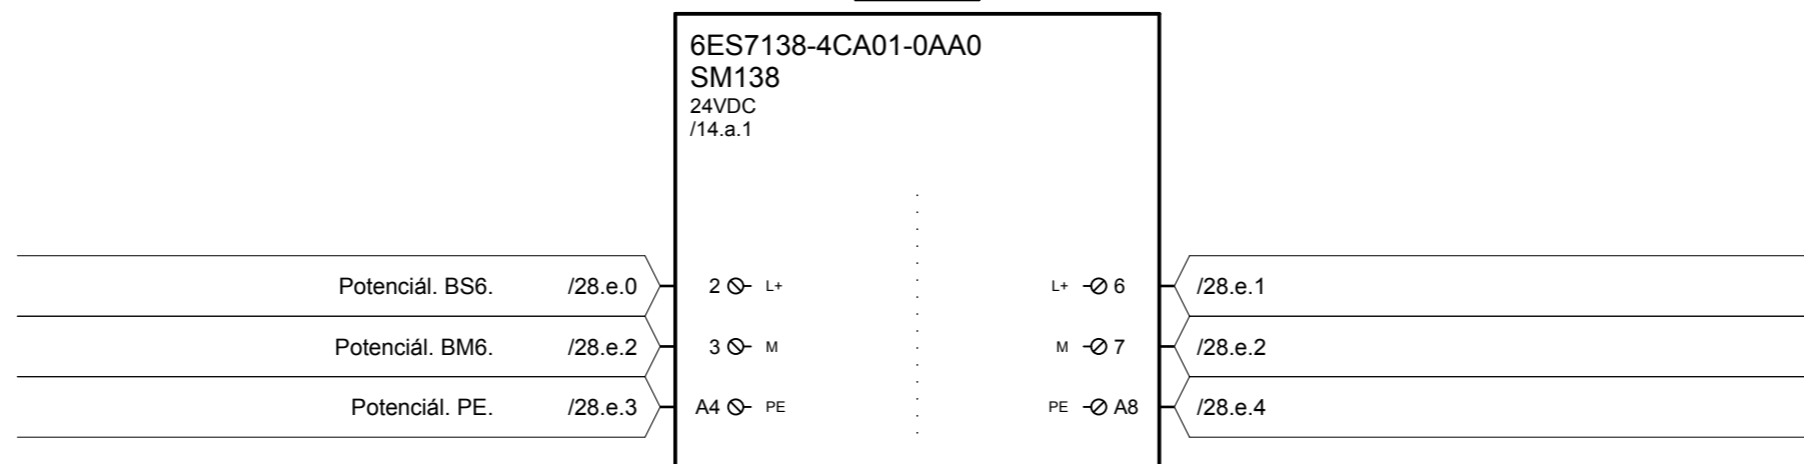 6ES7138-4CA01-0AA0
SM138
24VDC
/14.a.1
Potenciál. BS6. /28.e.0 2 L+ L+ 6 /28.e.1
Potenciál. BM6. /28.e.2 3 M M 7 /28.e.2
Potenciál. PE. /28.e.3 A4 PE PE A8 /28.e.4